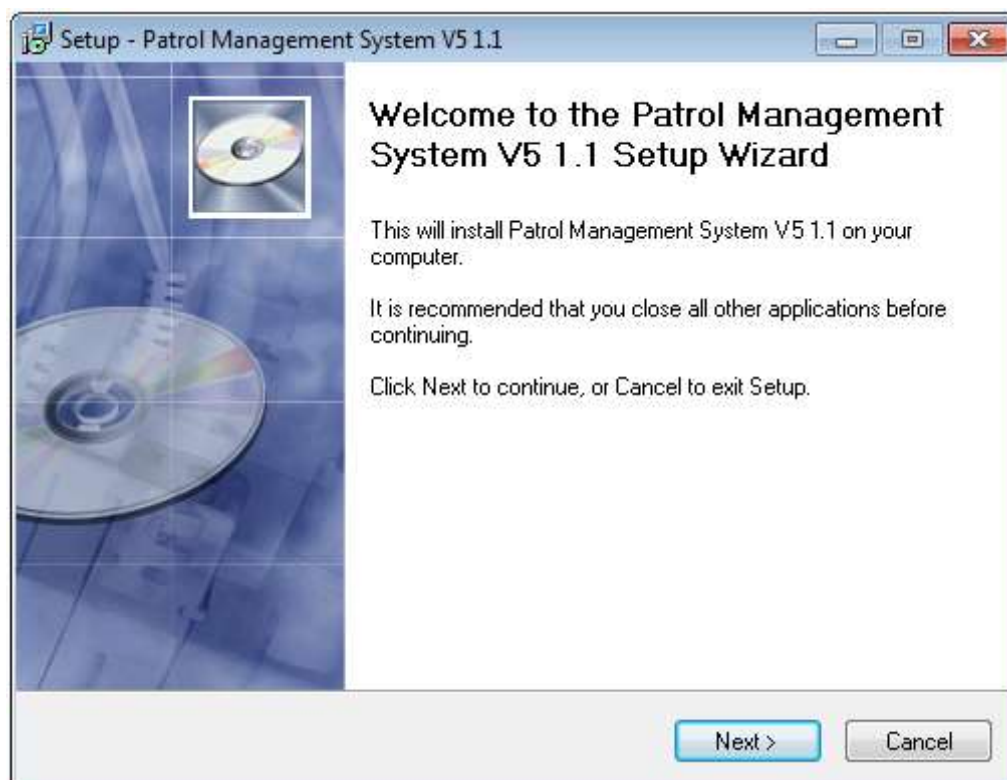 Setup - Patrol Management System V5 1.1
Welcome to the Patrol Management
System V5 1.1 Setup Wizard
This will install Patrol Management System V5 1.1 on your
computer.
It is recommended that you close all other applications before
continuing.
Click Next to continue, or Cancel to exit Setup.
Next >
Cancel